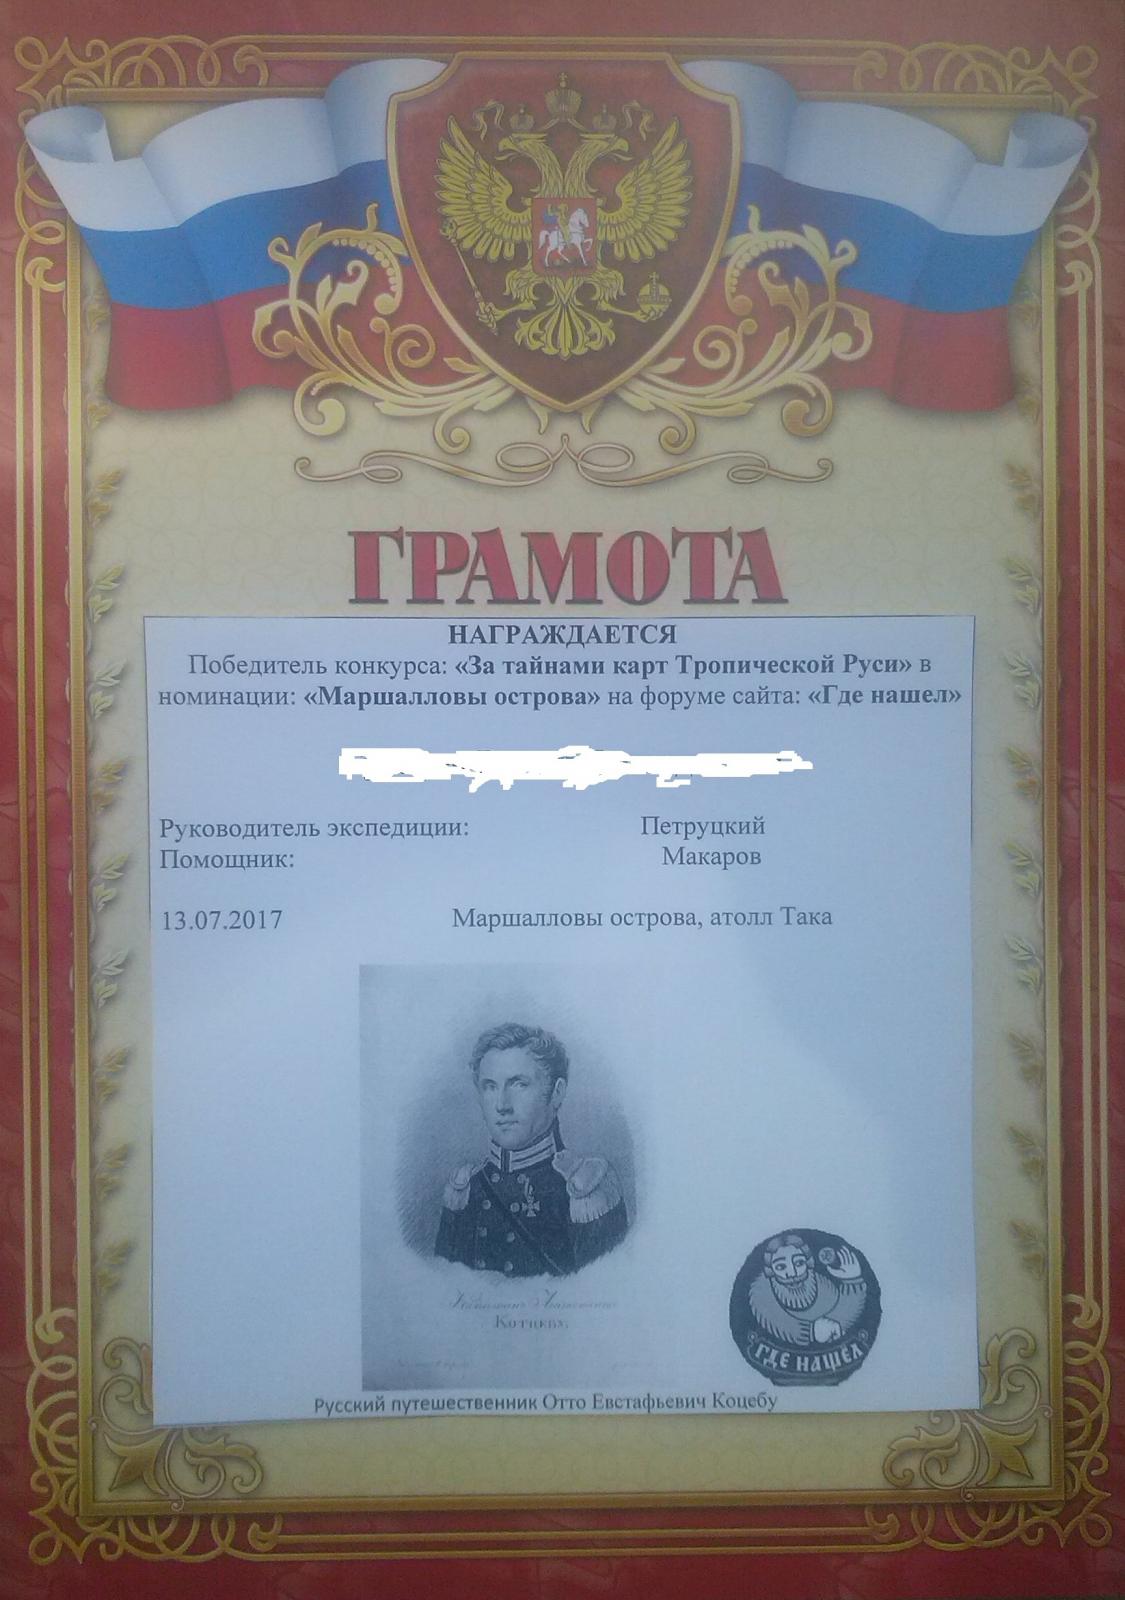 ГРАМОТА
НАГРАЖДАЕТСЯ
Победитель конкурса: «За тайнами карт Тропической Руси» в
номинации: «Маршалловы острова» на форуме сайта: «Где нашел»
Руководитель экспедиции: Петруцкий
Помощник: Макаров
13.07.2017 Маршалловы острова, атолл Така
Коцебу.
ГДЕ НАШЕЛ
Русский путешественник Отто Евстафьевич Коцебу